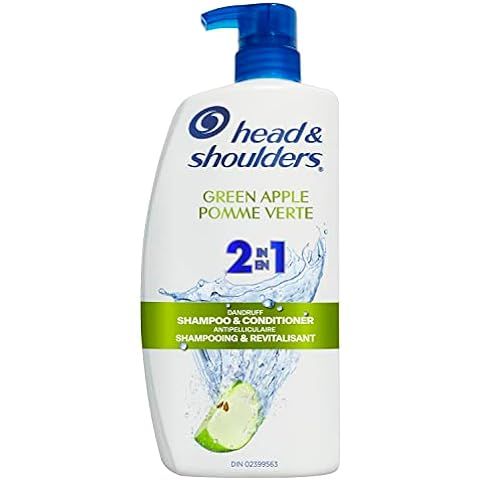 head &
shoulders®
GREEN APPLE
POMME VERTE
2 IN EN 1
DANDRUFF
SHAMPOO & CONDITIONER
ANTIPELLICULAIRE
SHAMPOOING & REVITALISANT
DIN 02399563